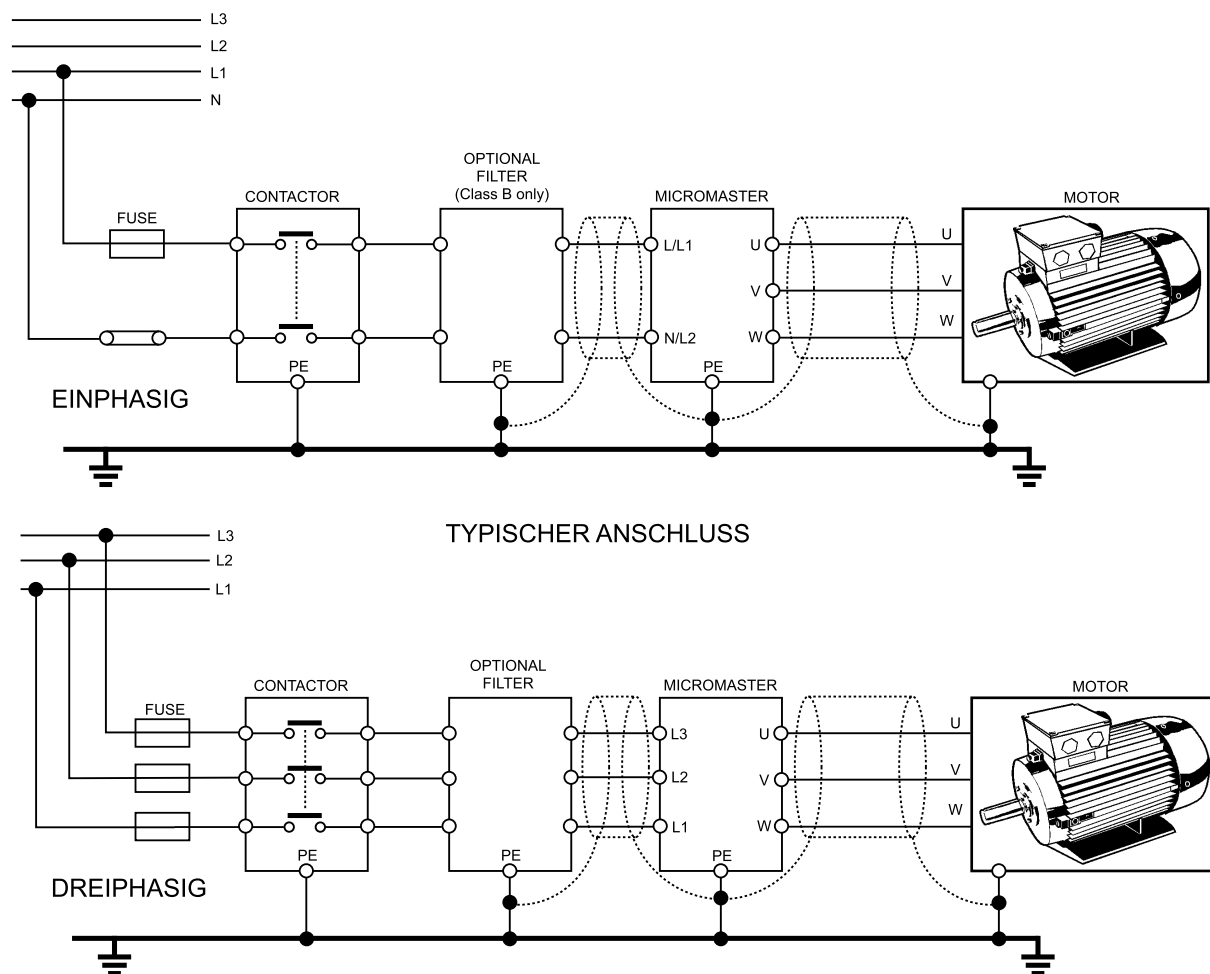 L3
L2
L1
N
OPTIONAL
FILTER
(Class B only)
CONTACTOR
MICROMASTER
MOTOR
FUSE
L/L1
U
U
V
V
N/L2
W
W
PE
PE
PE
EINPHASIG
TYPISCHER ANSCHLUSS
L3
L2
L1
OPTIONAL
FILTER
CONTACTOR
MICROMASTER
MOTOR
FUSE
L3
U
U
L2
V
V
L1
W
W
PE
PE
PE
DREIPHASIG